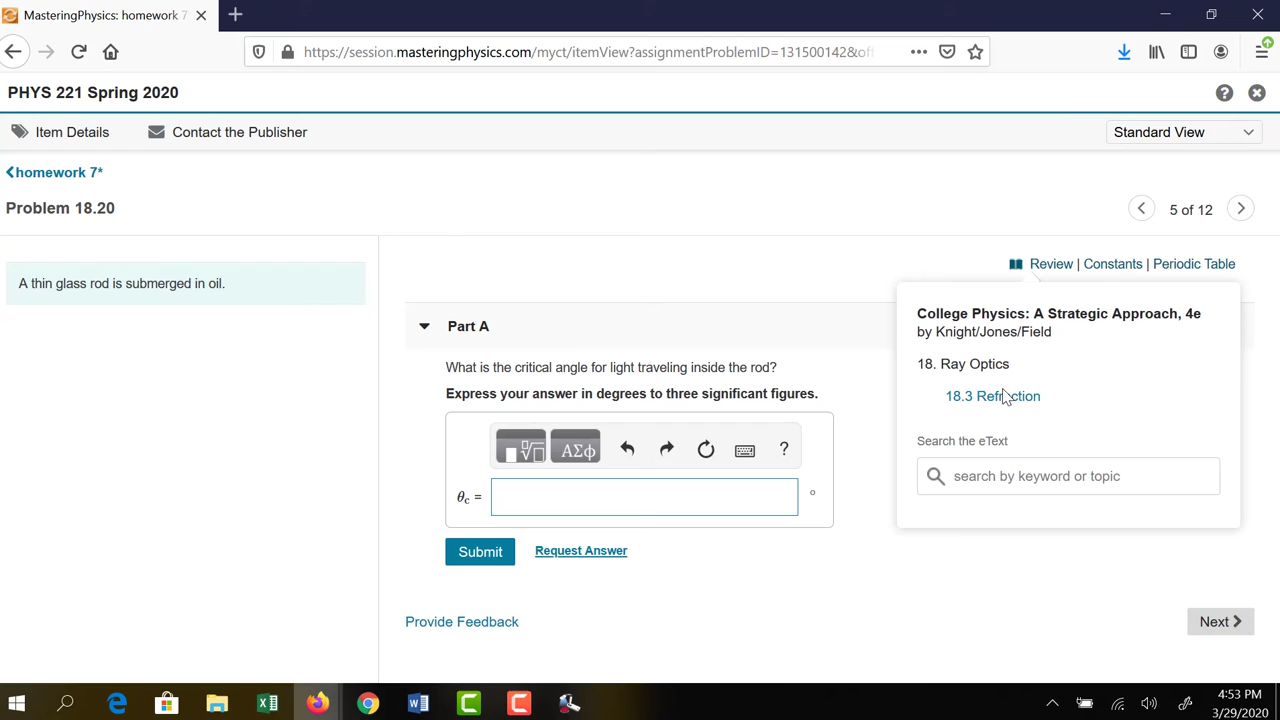 MasteringPhysics: homework 7
https://session.masteringphysics.com/myct/itemView?assignmentProblemID=131500142&of
PHYS 221 Spring 2020
Item Details
Contact the Publisher
Standard View
homework 7*
Problem 18.20
5 of 12
A thin glass rod is submerged in oil.
Review | Constants | Periodic Table
College Physics: A Strategic Approach, 4e
by Knight/Jones/Field
18. Ray Optics
18.3 Refraction
Search the eText
search by keyword or topic
Part A
What is the critical angle for light traveling inside the rod?
Express your answer in degrees to three significant figures.
ΑΣϕ
?
θc =
°
Submit
Request Answer
Provide Feedback
Next
4:53 PM
3/29/2020